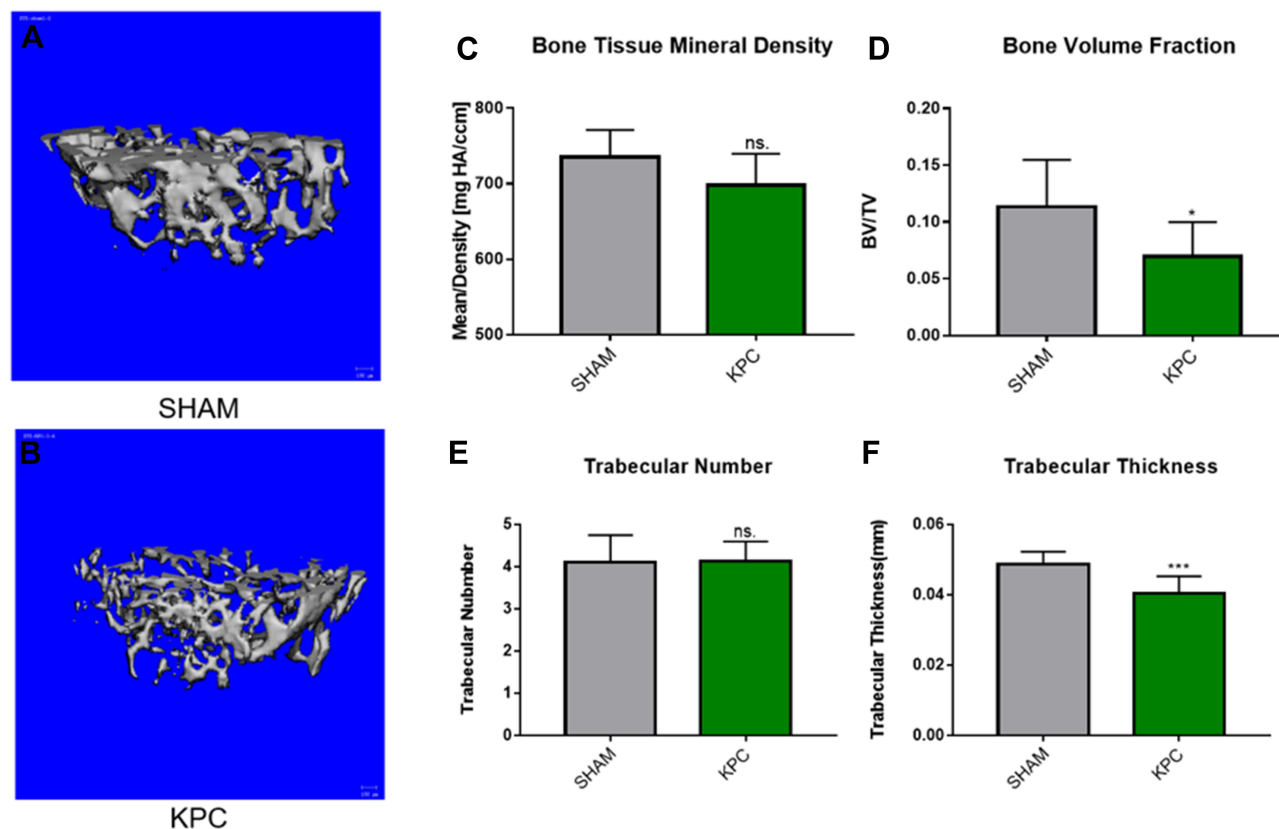 A
SHAM
B
KPC
C
Bone Tissue Mineral Density
Mean/Density [mg HA/ccm]
800
700
600
500
ns.
SHAM
KPC
D
Bone Volume Fraction
BV/TV
0.20
0.15
0.10
0.05
0.00
*
SHAM
KPC
E
Trabecular Number
Trabecular Nubmber
5
4
3
2
1
0
ns.
SHAM
KPC
F
Trabecular Thickness
Trabecular Thickness(mm)
0.06
0.04
0.02
0.00
***
SHAM
KPC